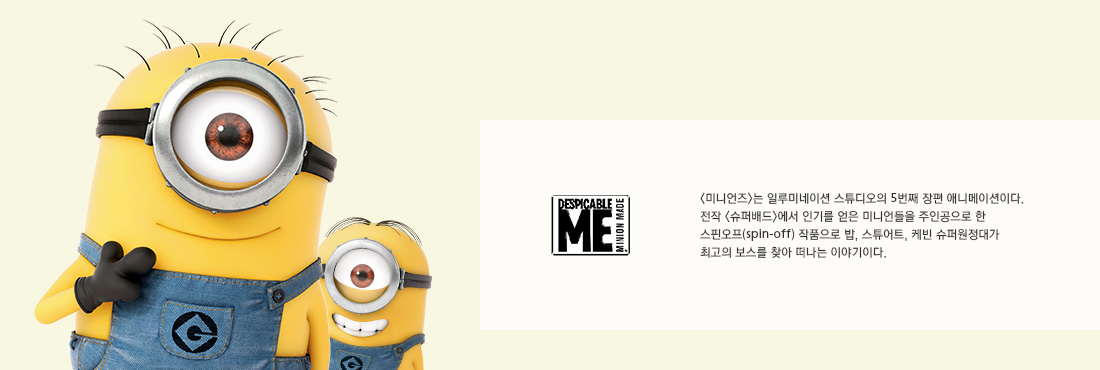 DESPICABLE
ME
MINION MADE
<미니언즈>는 일루미네이션 스튜디오의 5번째 장편 애니메이션이다.
전작 <슈퍼배드>에서 인기를 얻은 미니언들을 주인공으로 한
스핀오프(spin-off) 작품으로 밥, 스튜어트, 케빈 슈퍼원정대가
최고의 보스를 찾아 떠나는 이야기이다.